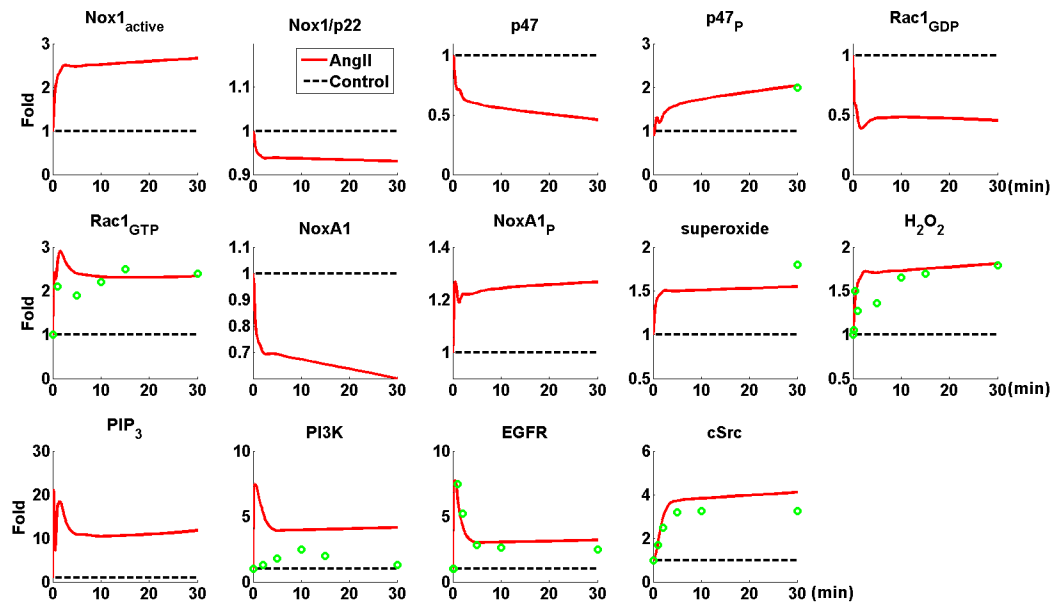 Nox1active Nox1/p22 p47 p47P Rac1GDP
3 1 1 3
2 1.1 0.5 2 0.5
1 1 1
0 0.9 0 0 0
Fold
AngII
Control
0 10 20 30 0 10 20 30 0 10 20 30 0 10 20 30 0 10 20 30 (min)
Rac1GTP NoxA1 NoxA1P superoxide H2O2
3 1.1 1.4 2 2
2 1 1.2 1.5 1.5
1 0.9 1 1 1
0 0.8 0.5 0.5
0.7
Fold
0 10 20 30 0 10 20 30 0 10 20 30 0 10 20 30 0 10 20 30 (min)
PIP3 PI3K EGFR cSrc
30 10 10 6
20 5 5 4
10 0 0 2
0 0
Fold
0 10 20 30 0 10 20 30 0 10 20 30 0 10 20 30 (min)